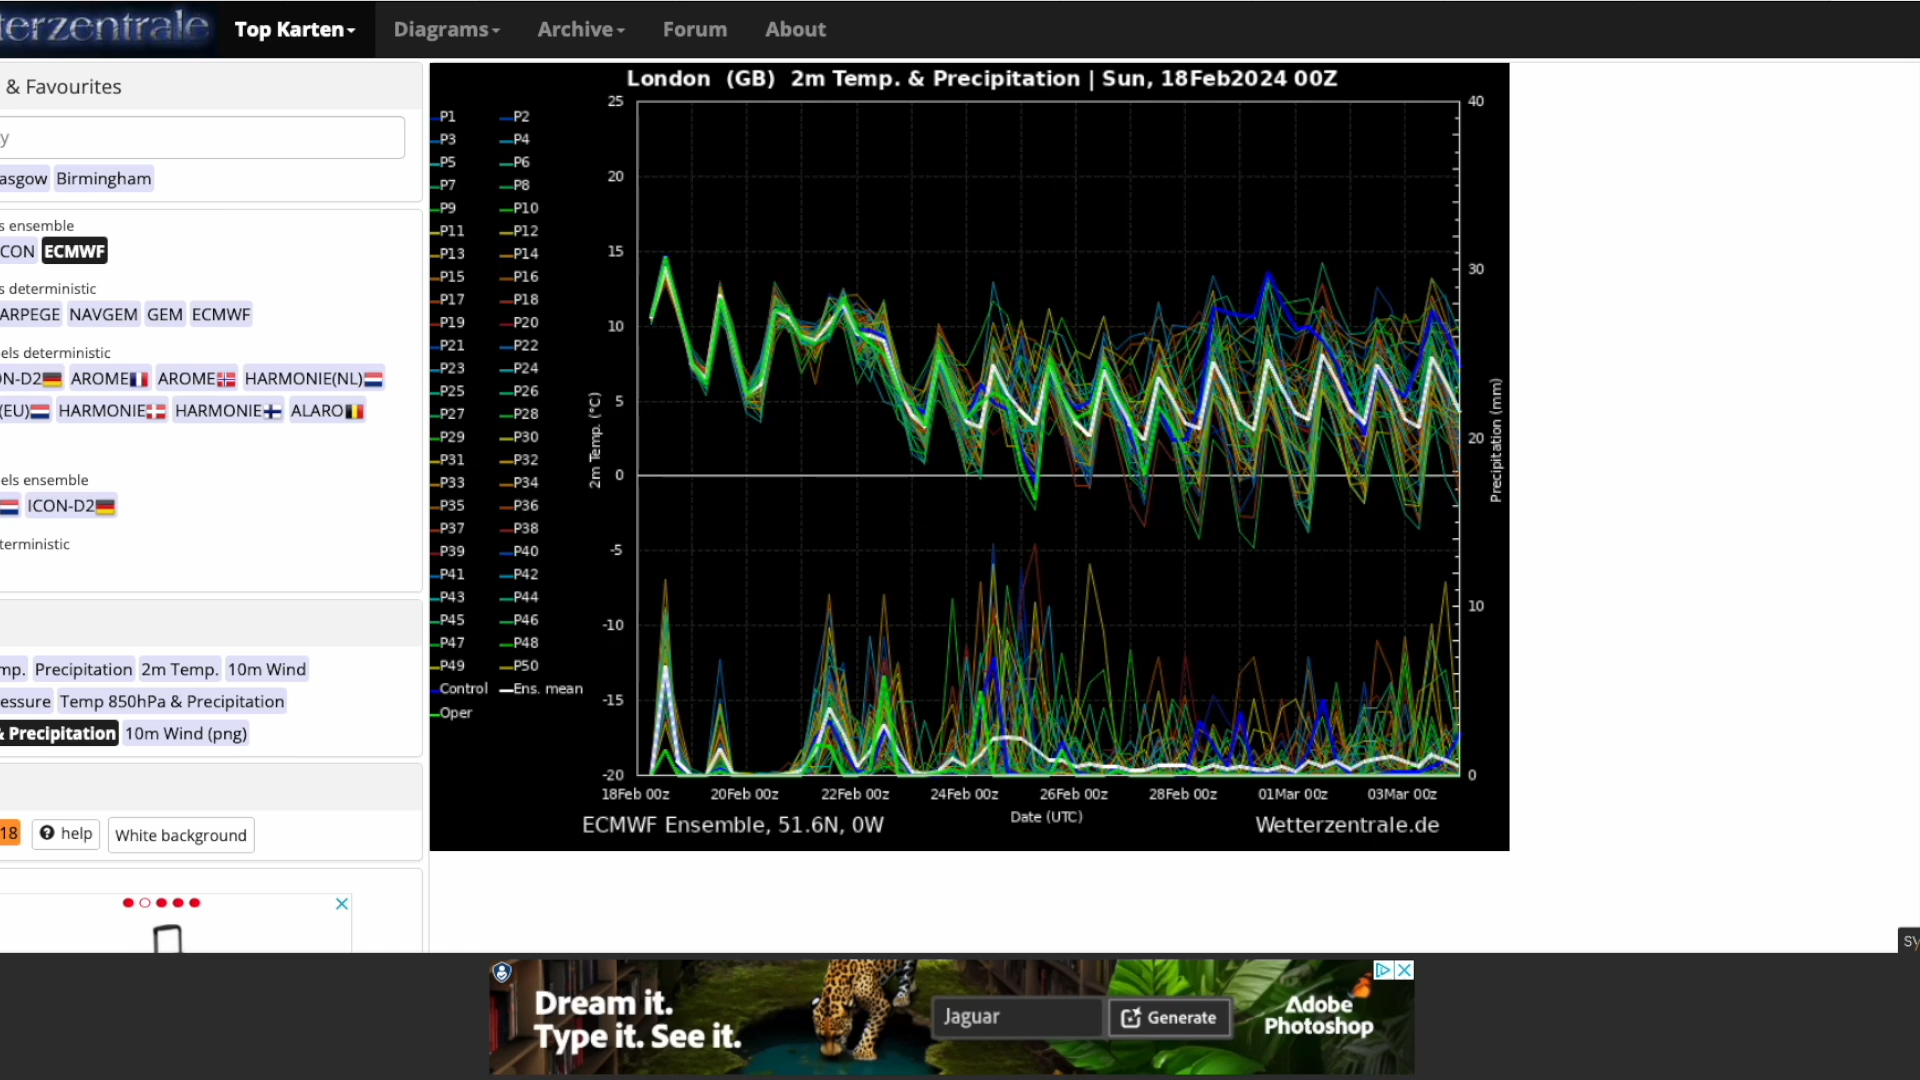 terzentrale Top Karten Diagrams Archive Forum About
& Favourites
y
asgow Birmingham
s ensemble
CON ECMWF
s deterministic
ARPEGE NAVGEM GEM ECMWF
els deterministic
N-D2 AROME AROME HARMONIE(NL)
(EU) HARMONIE HARMONIE ALARO
els ensemble
ICON-D2
terministic
mp. Precipitation 2m Temp. 10m Wind
essure Temp 850hPa & Precipitation
& Precipitation 10m Wind (png)
18 help White background
London (GB) 2m Temp. & Precipitation | Sun, 18Feb2024 00Z
P1 P2
P3 P4
P5 P6
P7 P8
P9 P10
P11 P12
P13 P14
P15 P16
P17 P18
P19 P20
P21 P22
P23 P24
P25 P26
P27 P28
P29 P30
P31 P32
P33 P34
P35 P36
P37 P38
P39 P40
P41 P42
P43 P44
P45 P46
P47 P48
P49 P50
Control Ens. mean
Oper
2m Temp. (°C)
25
20
15
10
5
0
-5
-10
-15
-20
40
30
20
10
0
Precipitation (mm)
18Feb 00z 20Feb 00z 22Feb 00z 24Feb 00z 26Feb 00z 28Feb 00z 01Mar 00z 03Mar 00z
Date (UTC)
ECMWF Ensemble, 51.6N, 0W Wetterzentrale.de
sy
Dream it.
Type it. See it.
Jaguar
Generate
Adobe
Photoshop